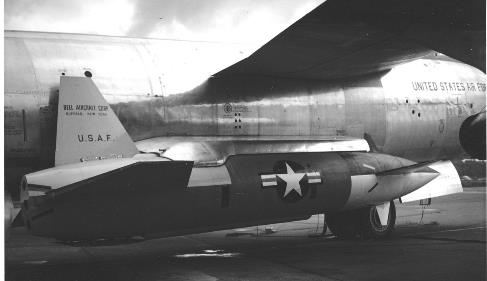 BELL AIRCRAFT CORP
BUFFALO, NEW YORK
U.S.A.F.
UNITED STATES AIR FOR